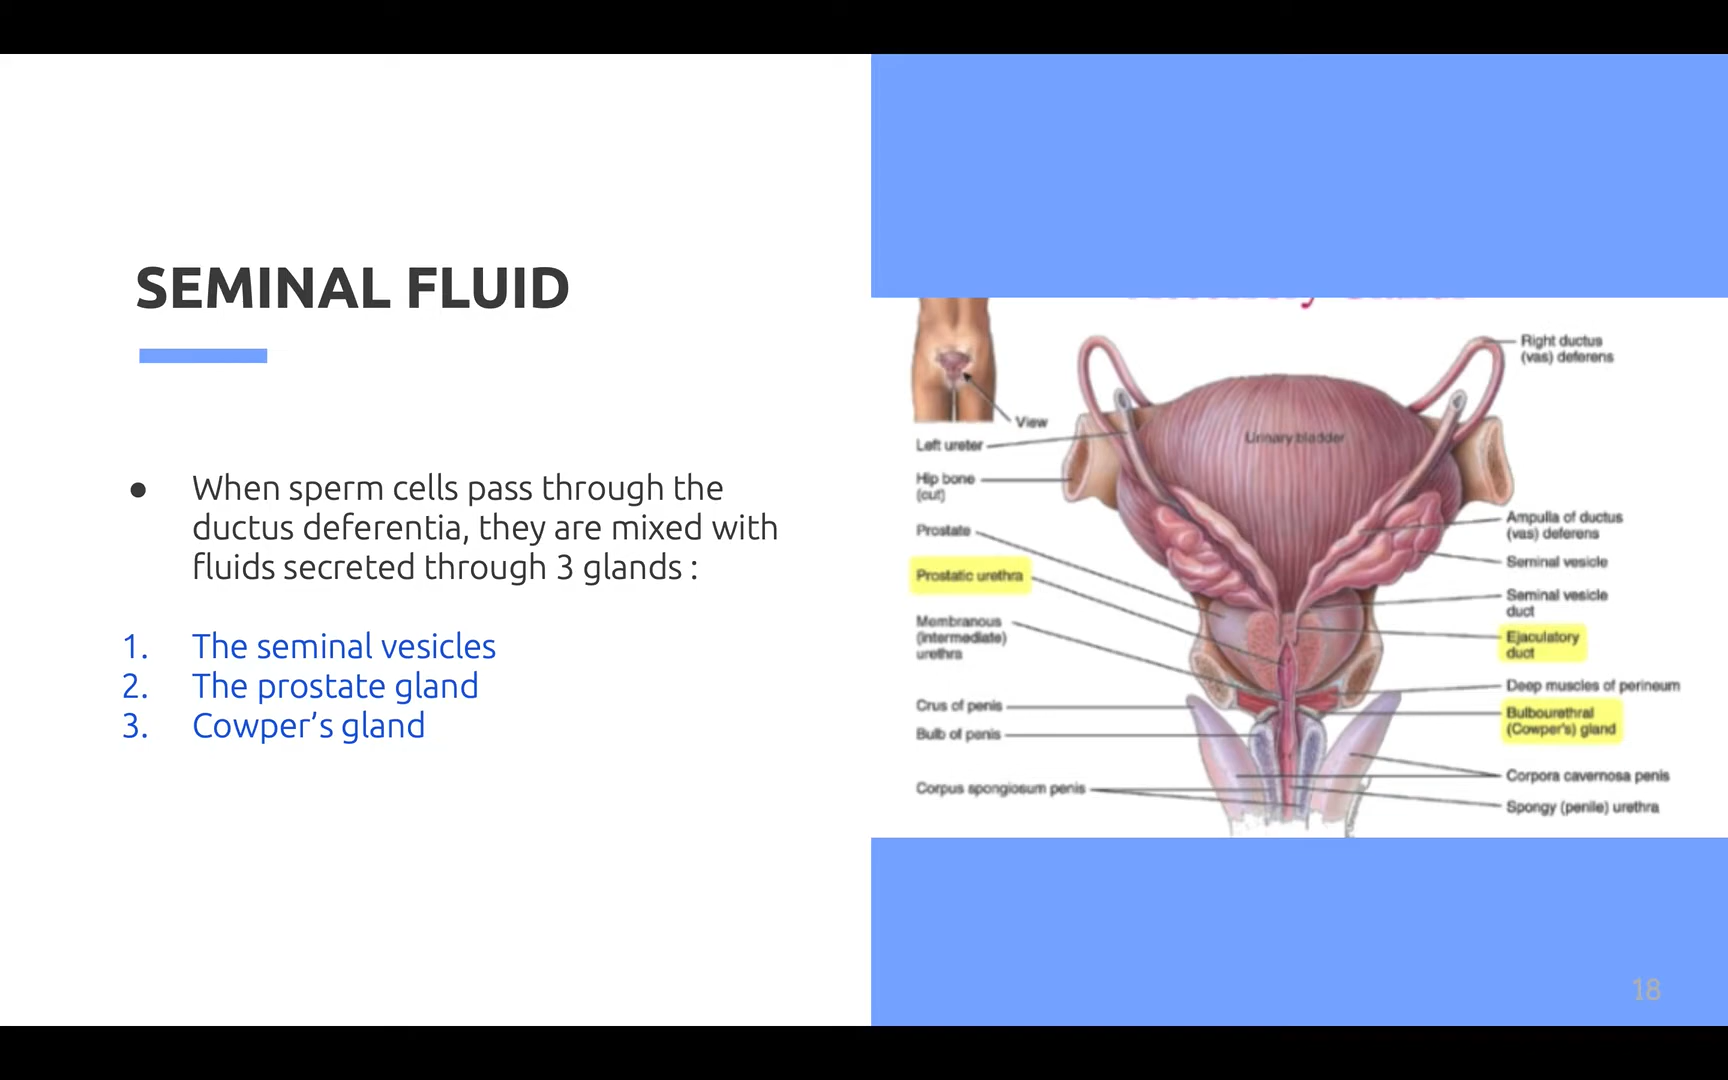 SEMINAL FLUID
● When sperm cells pass through the
ductus deferentia, they are mixed with
fluids secreted through 3 glands :
1. The seminal vesicles
2. The prostate gland
3. Cowper’s gland
View
Left ureter
Hip bone
(cut)
Prostate
Prostatic urethra
Membranous
(intermediate)
urethra
Crus of penis
Bulb of penis
Corpus spongiosum penis
Urinary bladder
Right ductus
(vas) deferens
Ampulla of ductus
(vas) deferens
Seminal vesicle
Seminal vesicle
duct
Ejaculatory
duct
Deep muscles of perineum
Bulbourethral
(Cowper's) gland
Corpora cavernosa penis
Spongy (penile) urethra
18